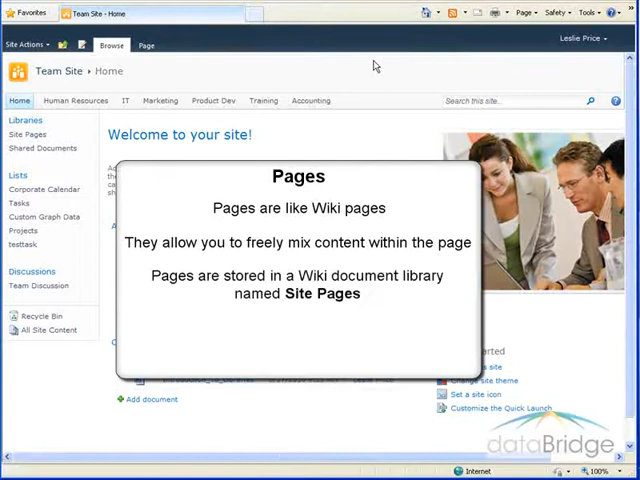 Favorites
Team Site - Home
Page
Safety
Tools
Site Actions
Browse
Page
Leslie Price
Team Site
Home
Home
Human Resources
IT
Marketing
Product Dev
Training
Accounting
Search this site...
Libraries
Site Pages
Shared Documents
Lists
Corporate Calendar
Tasks
Custom Graph Data
Projects
testtask
Discussions
Team Discussion
Recycle Bin
All Site Content
Welcome to your site!
Pages
Pages are like Wiki pages
They allow you to freely mix content within the page
Pages are stored in a Wiki document library
named Site Pages
Add document
Change site theme
Set a site icon
Customize the Quick Launch
dataBridge
Internet
100%